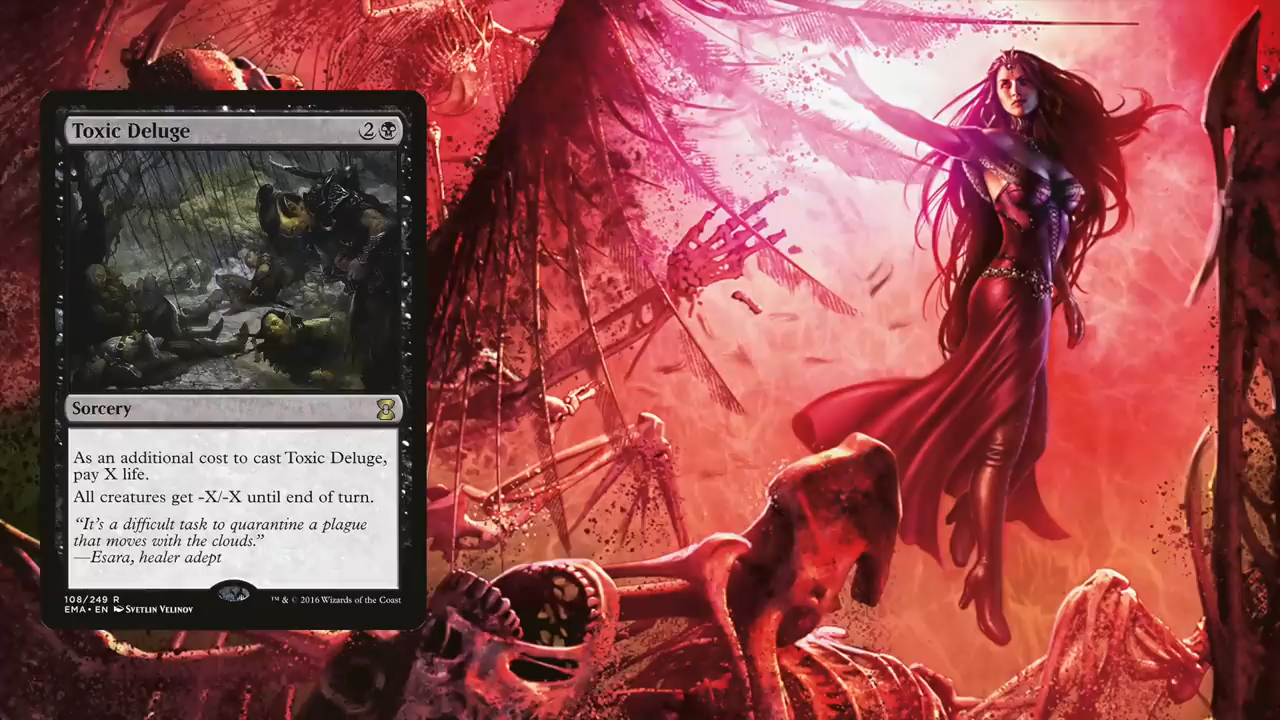 Toxic Deluge 2
Sorcery
As an additional cost to cast Toxic Deluge,
pay X life.
All creatures get -X/-X until end of turn.
“It’s a difficult task to quarantine a plague
that moves with the clouds.”
—Esara, healer adept
108/249 R
EMA • EN Svetlin Velinov
™ & © 2016 Wizards of the Coast